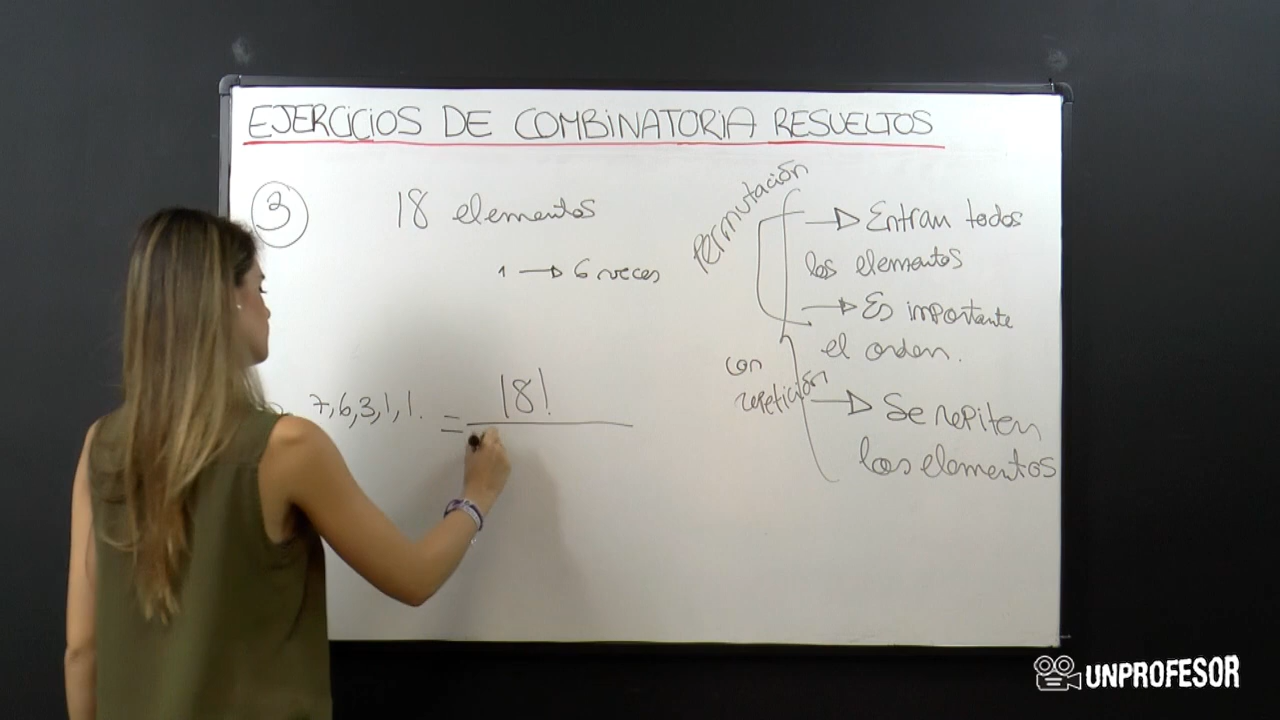 EJERCICIOS DE COMBINATORIA RESUELTOS
3
18 elementos
1 → 6 veces
7,6,3,1,1. = 18!
Permutación
→ Entran todos
los elementos
→ Es importante
el orden.
con
repetición
→ Se repiten
los elementos
UNPROFESOR